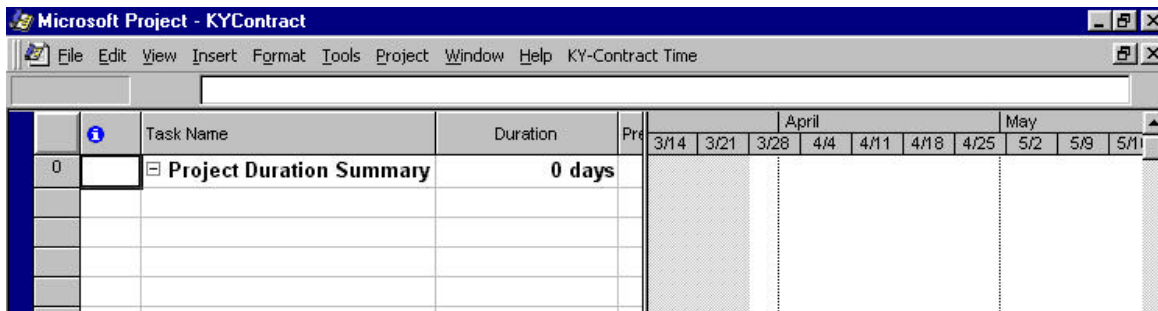 Microsoft Project - KYContract
File Edit View Insert Format Tools Project Window Help KY-Contract Time
Task Name Duration Pre
April May
3/14 3/21 3/28 4/4 4/11 4/18 4/25 5/2 5/9 5/1
0 Project Duration Summary 0 days